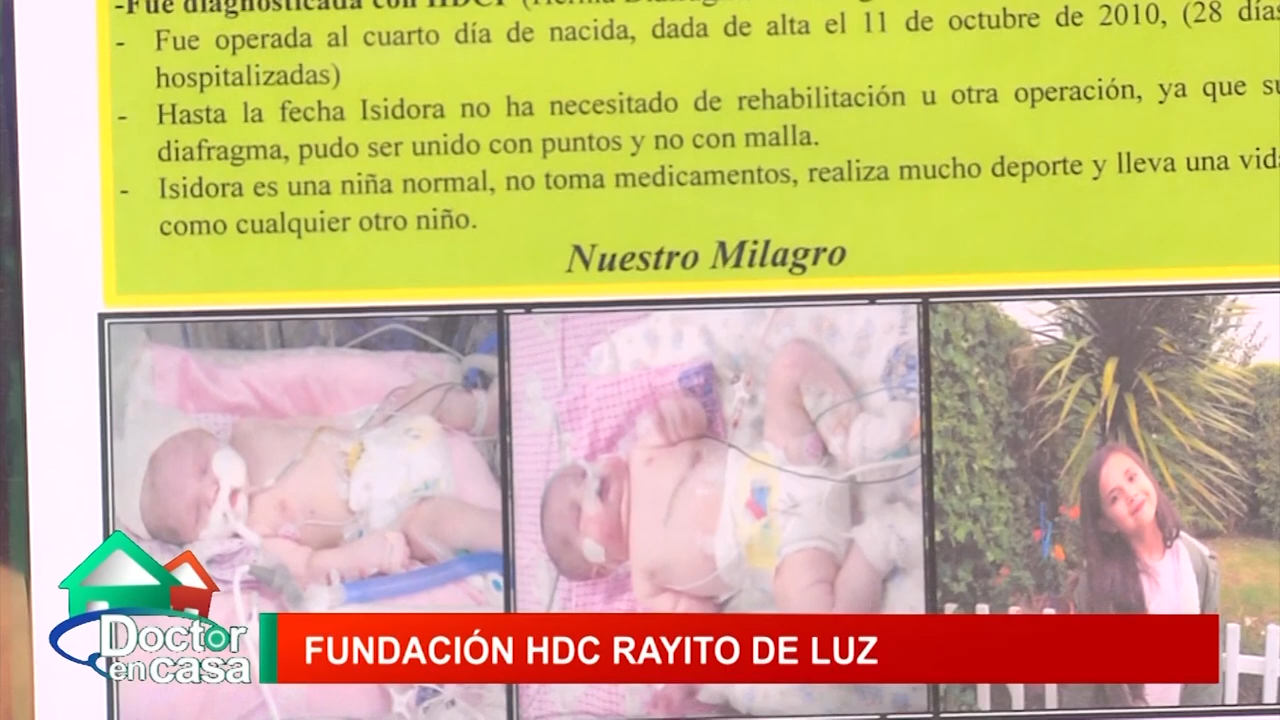 -Fue diagnosticada con
- Fue operada al cuarto día de nacida, dada de alta el 11 de octubre de 2010, (28 días
hospitalizadas)
- Hasta la fecha Isidora no ha necesitado de rehabilitación u otra operación, ya que su
diafragma, pudo ser unido con puntos y no con malla.
- Isidora es una niña normal, no toma medicamentos, realiza mucho deporte y lleva una vida
como cualquier otro niño.
Nuestro Milagro
Doctor
en casa
FUNDACIÓN HDC RAYITO DE LUZ